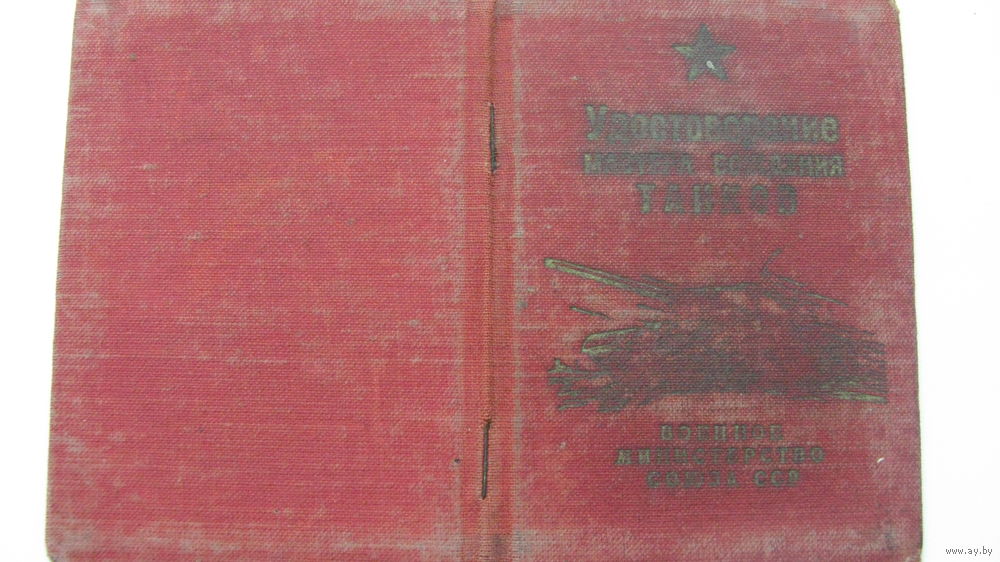 Удостоверение
мастера вождения
ТАНКОВ
ВОЕННОЕ
МИНИСТЕРСТВО
СОЮЗА ССР
www.ay.by